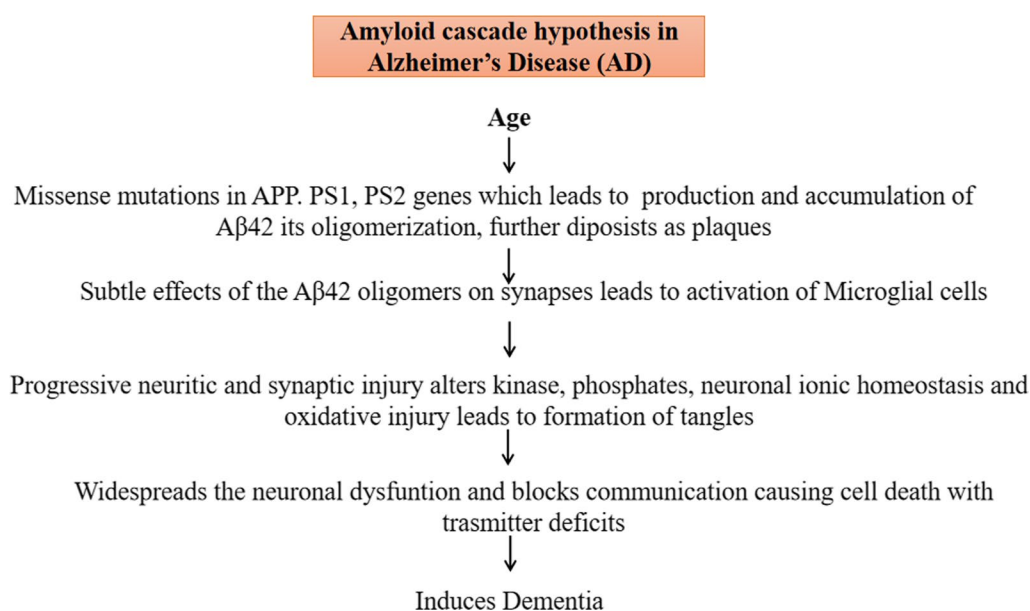 Amyloid cascade hypothesis in
Alzheimer’s Disease (AD)
Age
Missense mutations in APP. PS1, PS2 genes which leads to production and accumulation of
Aβ42 its oligomerization, further diposists as plaques
Subtle effects of the Aβ42 oligomers on synapses leads to activation of Microglial cells
Progressive neuritic and synaptic injury alters kinase, phosphates, neuronal ionic homeostasis and
oxidative injury leads to formation of tangles
Widespreads the neuronal dysfuntion and blocks communication causing cell death with
trasmitter deficits
Induces Dementia